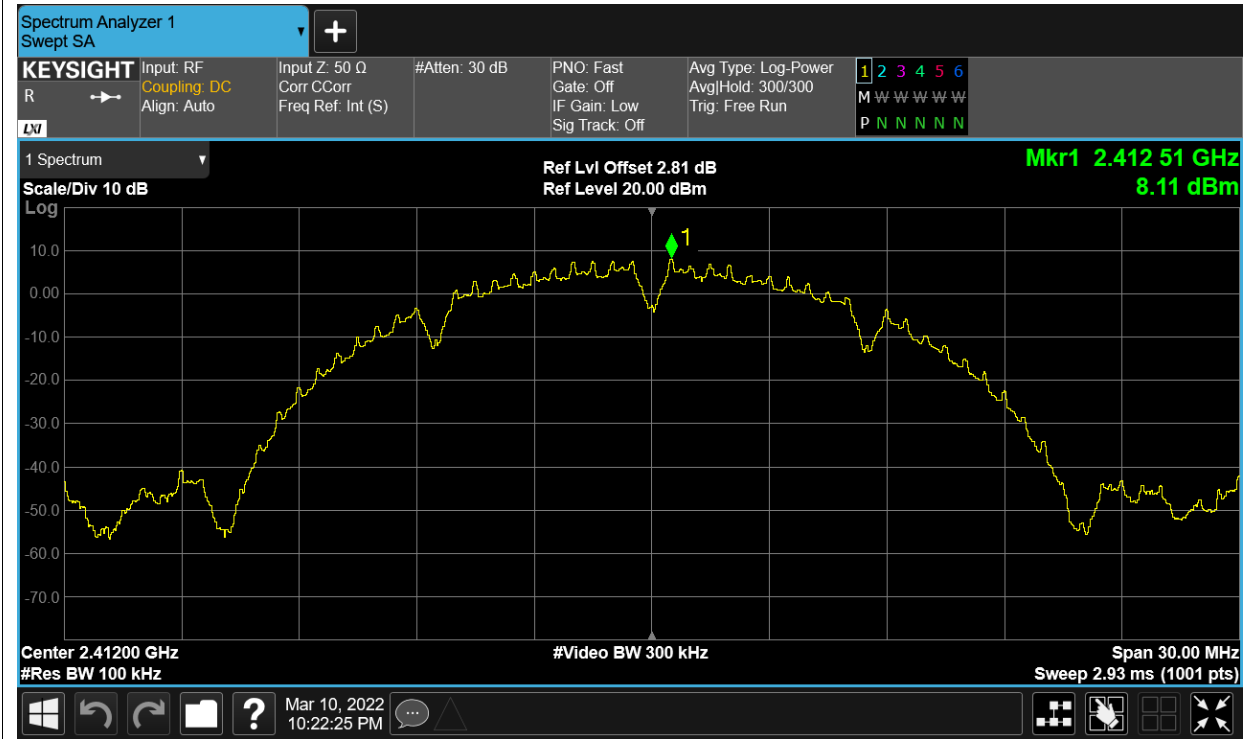 Spectrum Analyzer 1
Swept SA
KEYSIGHT
R
LXI
Input: RF
Coupling: DC
Align: Auto
Input Z: 50 Ω
Corr CCorr
Freq Ref: Int (S)
#Atten: 30 dB
PNO: Fast
Gate: Off
IF Gain: Low
Sig Track: Off
Avg Type: Log-Power
Avg|Hold: 300/300
Trig: Free Run
1 2 3 4 5 6
M W W W W W
P N N N N N
1 Spectrum
Scale/Div 10 dB
Log
Ref Lvl Offset 2.81 dB
Ref Level 20.00 dBm
Mkr1 2.412 51 GHz
8.11 dBm
1
10.0
0.00
-10.0
-20.0
-30.0
-40.0
-50.0
-60.0
-70.0
Center 2.41200 GHz
#Video BW 300 kHz
Span 30.00 MHz
#Res BW 100 kHz
Sweep 2.93 ms (1001 pts)
?
Mar 10, 2022
10:22:25 PM